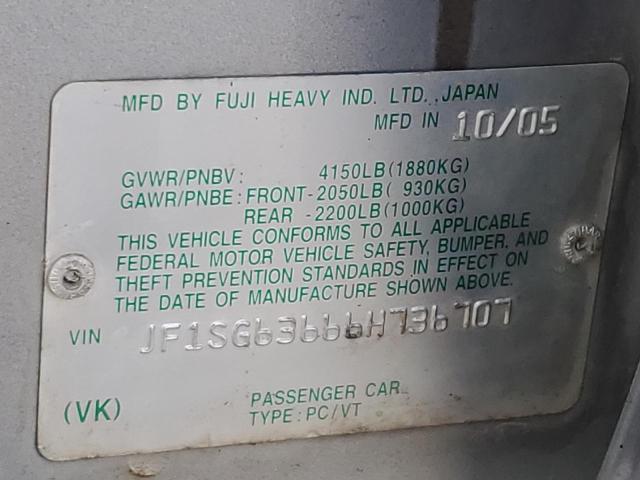 MFD BY FUJI HEAVY IND. LTD., JAPAN
MFD IN 10/05
GVWR/PNBV: 4150LB(1880KG)
GAWR/PNBE: FRONT-2050LB( 930KG)
REAR -2200LB(1000KG)
THIS VEHICLE CONFORMS TO ALL APPLICABLE
FEDERAL MOTOR VEHICLE SAFETY, BUMPER, AND
THEFT PREVENTION STANDARDS IN EFFECT ON
THE DATE OF MANUFACTURE SHOWN ABOVE.
VIN JF1SG63666H736707
PASSENGER CAR
(VK) TYPE: PC/VT